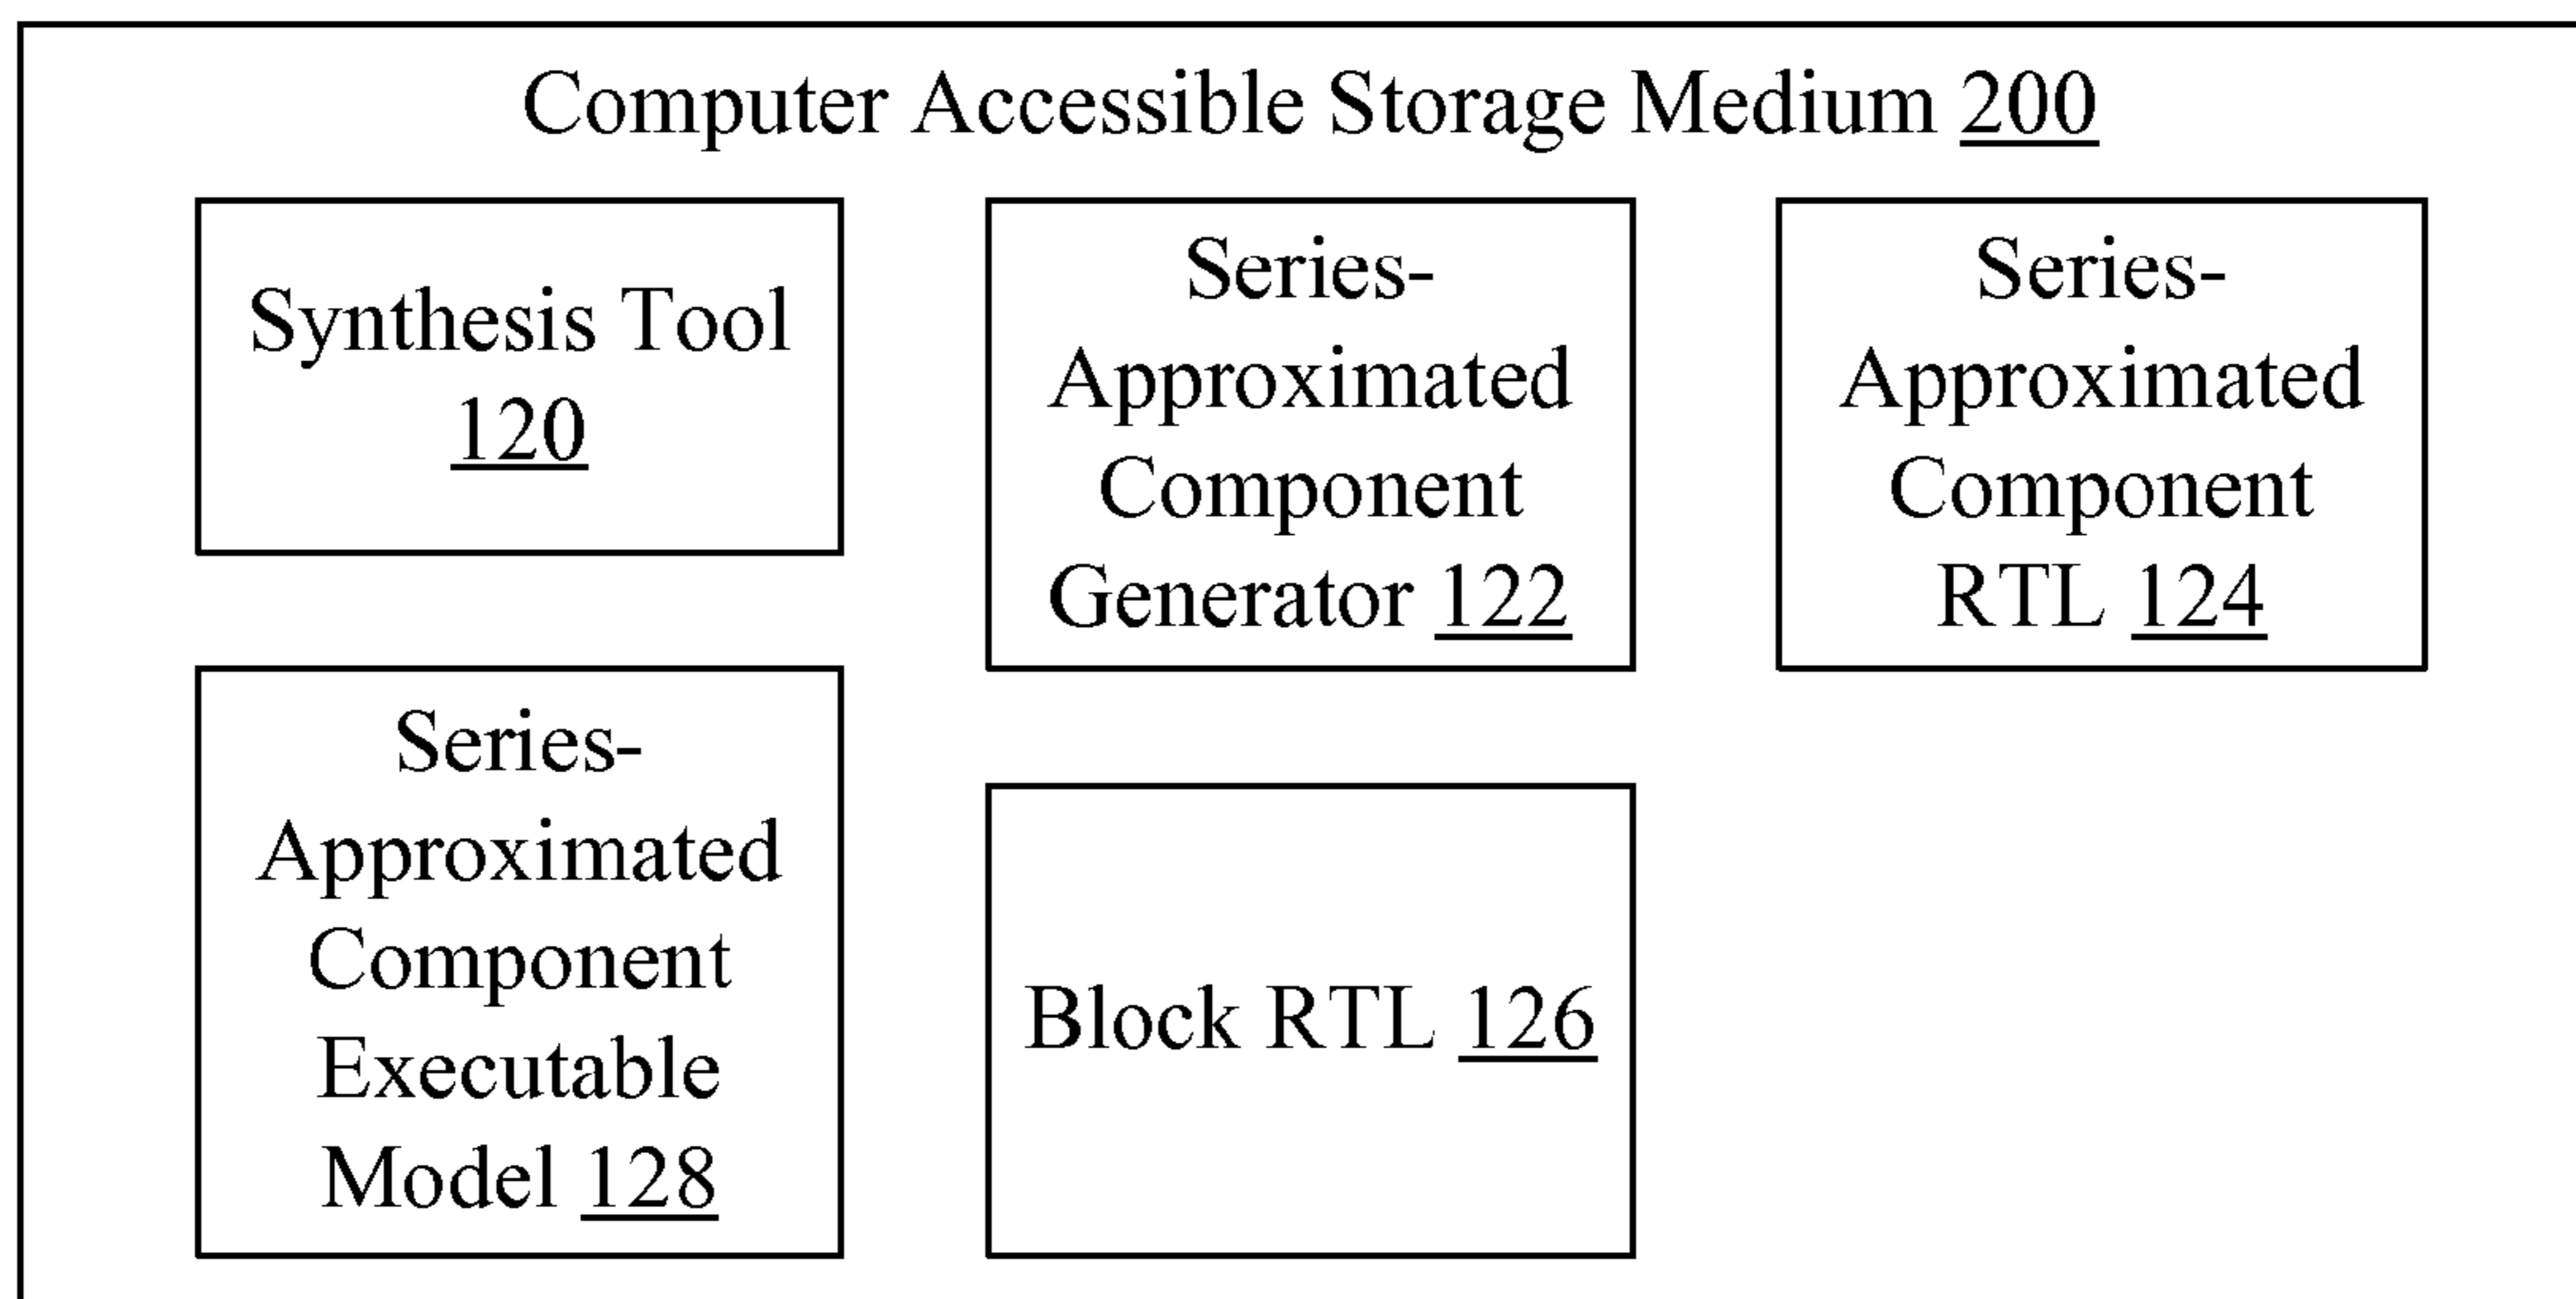 Computer Accessible Storage Medium 200
Synthesis Tool
120
Series-
Approximated
Component
Generator 122
Series-
Approximated
Component
RTL 124
Series-
Approximated
Component
Executable
Model 128
Block RTL 126